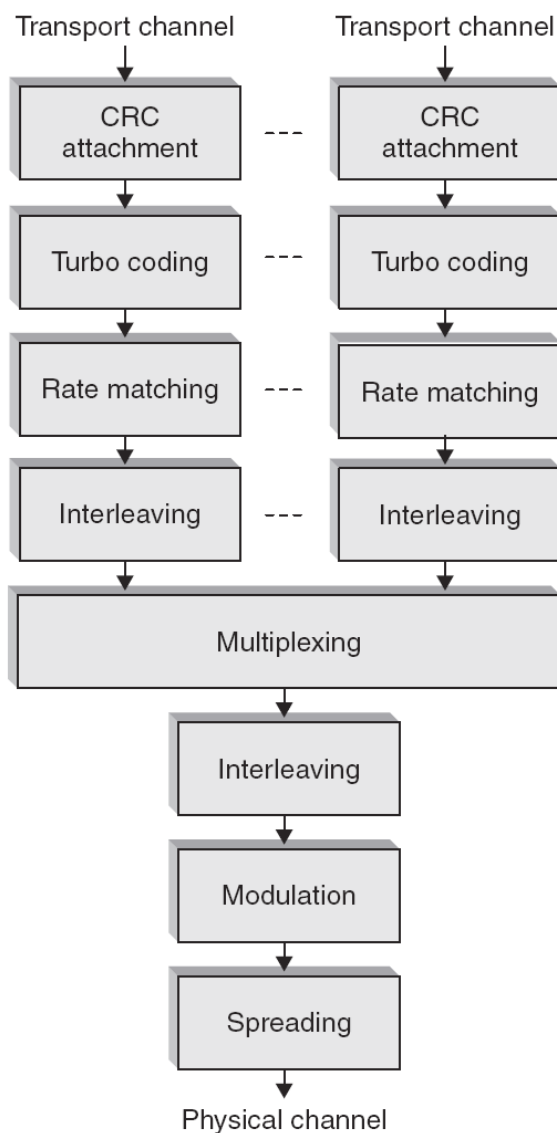 Transport channel
Transport channel
CRC
attachment
---
CRC
attachment
Turbo coding
---
Turbo coding
Rate matching
---
Rate matching
Interleaving
---
Interleaving
Multiplexing
Interleaving
Modulation
Spreading
Physical channel